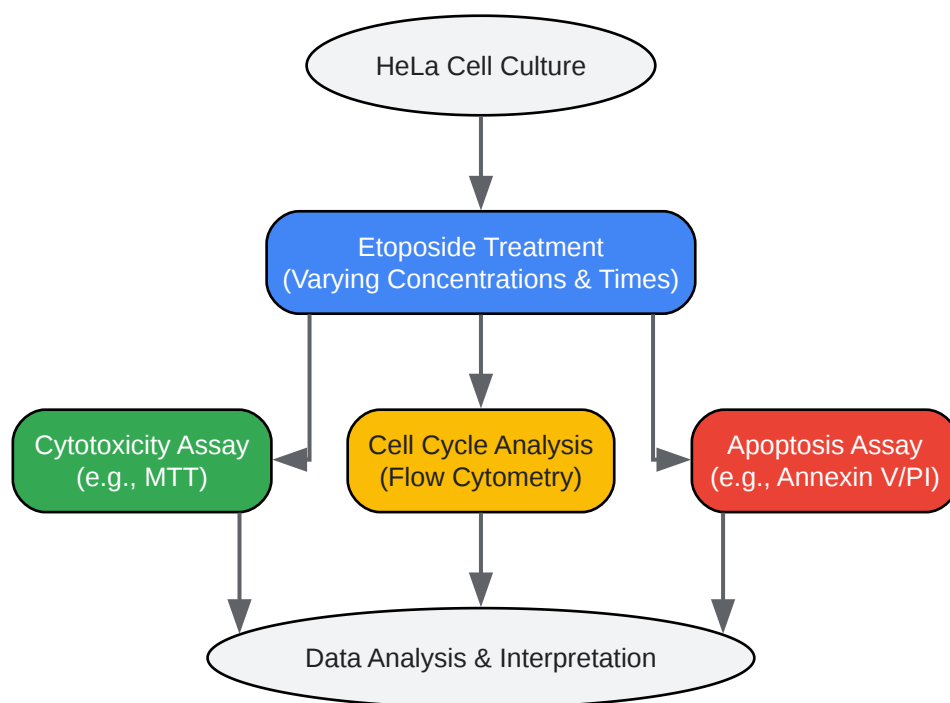 HeLa Cell Culture
Etoposide Treatment
(Varying Concentrations & Times)
Cytotoxicity Assay
(e.g., MTT)
Cell Cycle Analysis
(Flow Cytometry)
Apoptosis Assay
(e.g., Annexin V/PI)
Data Analysis & Interpretation